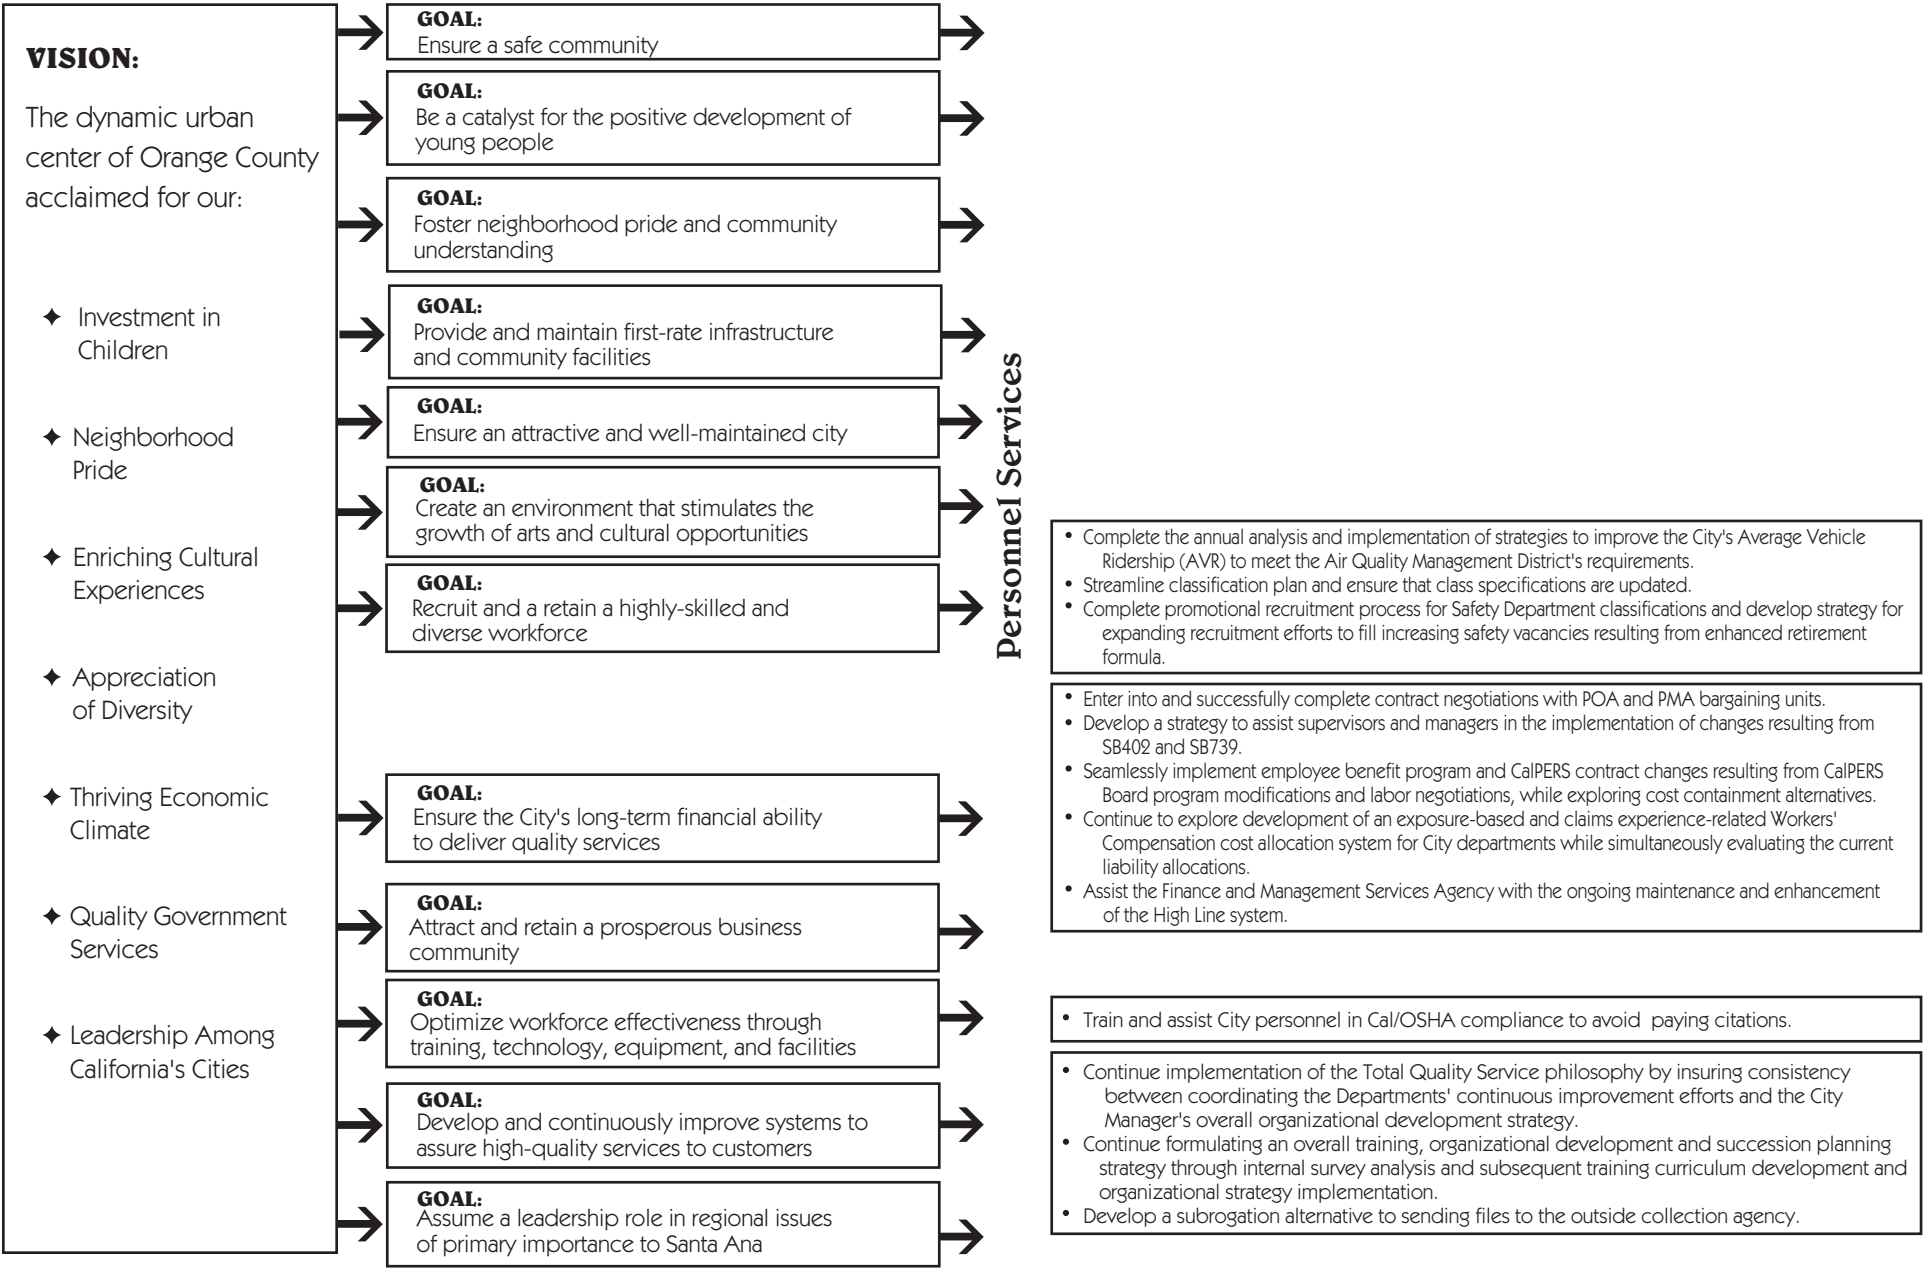 VISION:
The dynamic urban
center of Orange County
acclaimed for our:
✦ Investment in
Children
✦ Neighborhood
Pride
✦ Enriching Cultural
Experiences
✦ Appreciation
of Diversity
✦ Thriving Economic
Climate
✦ Quality Government
Services
✦ Leadership Among
California's Cities
GOAL:
Ensure a safe community
GOAL:
Be a catalyst for the positive development of
young people
GOAL:
Foster neighborhood pride and community
understanding
GOAL:
Provide and maintain first-rate infrastructure
and community facilities
GOAL:
Ensure an attractive and well-maintained city
GOAL:
Create an environment that stimulates the
growth of arts and cultural opportunities
GOAL:
Recruit and a retain a highly-skilled and
diverse workforce
GOAL:
Ensure the City's long-term financial ability
to deliver quality services
GOAL:
Attract and retain a prosperous business
community
GOAL:
Optimize workforce effectiveness through
training, technology, equipment, and facilities
GOAL:
Develop and continuously improve systems to
assure high-quality services to customers
GOAL:
Assume a leadership role in regional issues
of primary importance to Santa Ana
Personnel Services
• Complete the annual analysis and implementation of strategies to improve the City's Average Vehicle
Ridership (AVR) to meet the Air Quality Management District's requirements.
• Streamline classification plan and ensure that class specifications are updated.
• Complete promotional recruitment process for Safety Department classifications and develop strategy for
expanding recruitment efforts to fill increasing safety vacancies resulting from enhanced retirement
formula.
• Enter into and successfully complete contract negotiations with POA and PMA bargaining units.
• Develop a strategy to assist supervisors and managers in the implementation of changes resulting from
SB402 and SB739.
• Seamlessly implement employee benefit program and CalPERS contract changes resulting from CalPERS
Board program modifications and labor negotiations, while exploring cost containment alternatives.
• Continue to explore development of an exposure-based and claims experience-related Workers'
Compensation cost allocation system for City departments while simultaneously evaluating the current
liability allocations.
• Assist the Finance and Management Services Agency with the ongoing maintenance and enhancement
of the High Line system.
• Train and assist City personnel in Cal/OSHA compliance to avoid paying citations.
• Continue implementation of the Total Quality Service philosophy by insuring consistency
between coordinating the Departments' continuous improvement efforts and the City
Manager's overall organizational development strategy.
• Continue formulating an overall training, organizational development and succession planning
strategy through internal survey analysis and subsequent training curriculum development and
organizational strategy implementation.
• Develop a subrogation alternative to sending files to the outside collection agency.